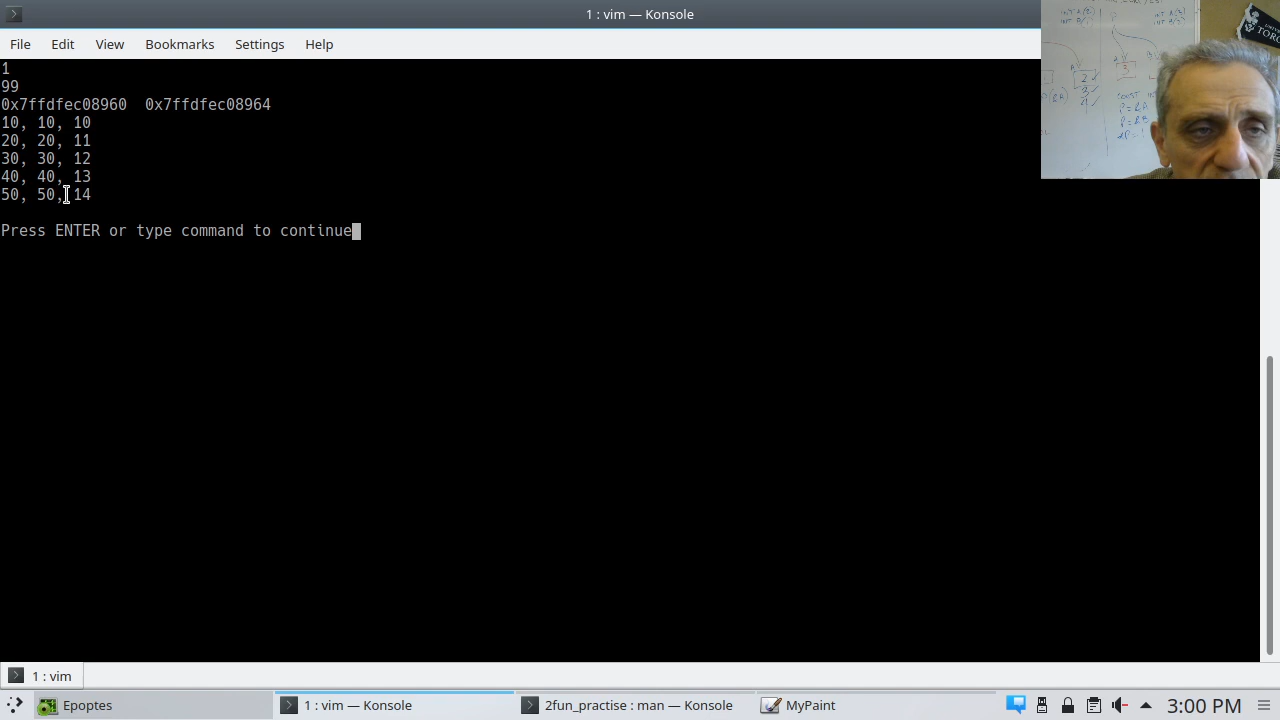 1 : vim — Konsole
File Edit View Bookmarks Settings Help
1
99
0x7ffdfec08960  0x7ffdfec08964
10, 10, 10
20, 20, 11
30, 30, 12
40, 40, 13
50, 50, 14
Press ENTER or type command to continue
1 : vim
Epoptes 1 : vim — Konsole 2fun_practise : man — Konsole MyPaint 3:00 PM